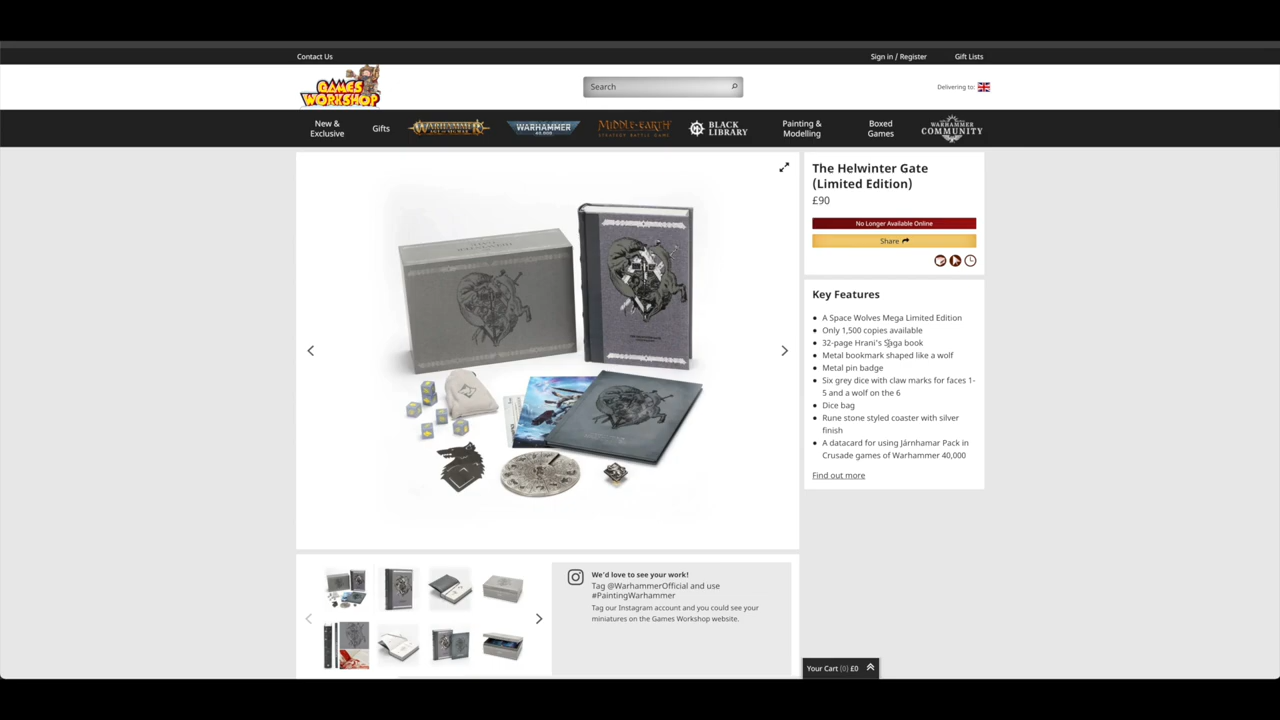 Contact Us
Sign in / Register
Gift Lists
GAMES
WORKSHOP
Search
Delivering to:
New &
Exclusive
Gifts
WARHAMMER
40,000
MIDDLE-EARTH
STRATEGY BATTLE GAME
BLACK
LIBRARY
Painting &
Modelling
Boxed
Games
WARHAMMER
COMMUNITY
The Helwinter Gate
(Limited Edition)
£90
No Longer Available Online
Share
Key Features
A Space Wolves Mega Limited Edition
Only 1,500 copies available
32-page Hrani's Saga book
Metal bookmark shaped like a wolf
Metal pin badge
Six grey dice with claw marks for faces 1-
5 and a wolf on the 6
Dice bag
Rune stone styled coaster with silver
finish
A datacard for using Járnhamar Pack in
Crusade games of Warhammer 40,000
Find out more
We'd love to see your work!
Tag @WarhammerOfficial and use
#PaintingWarhammer
Tag our Instagram account and you could see your
miniatures on the Games Workshop website.
Your Cart (0) £0